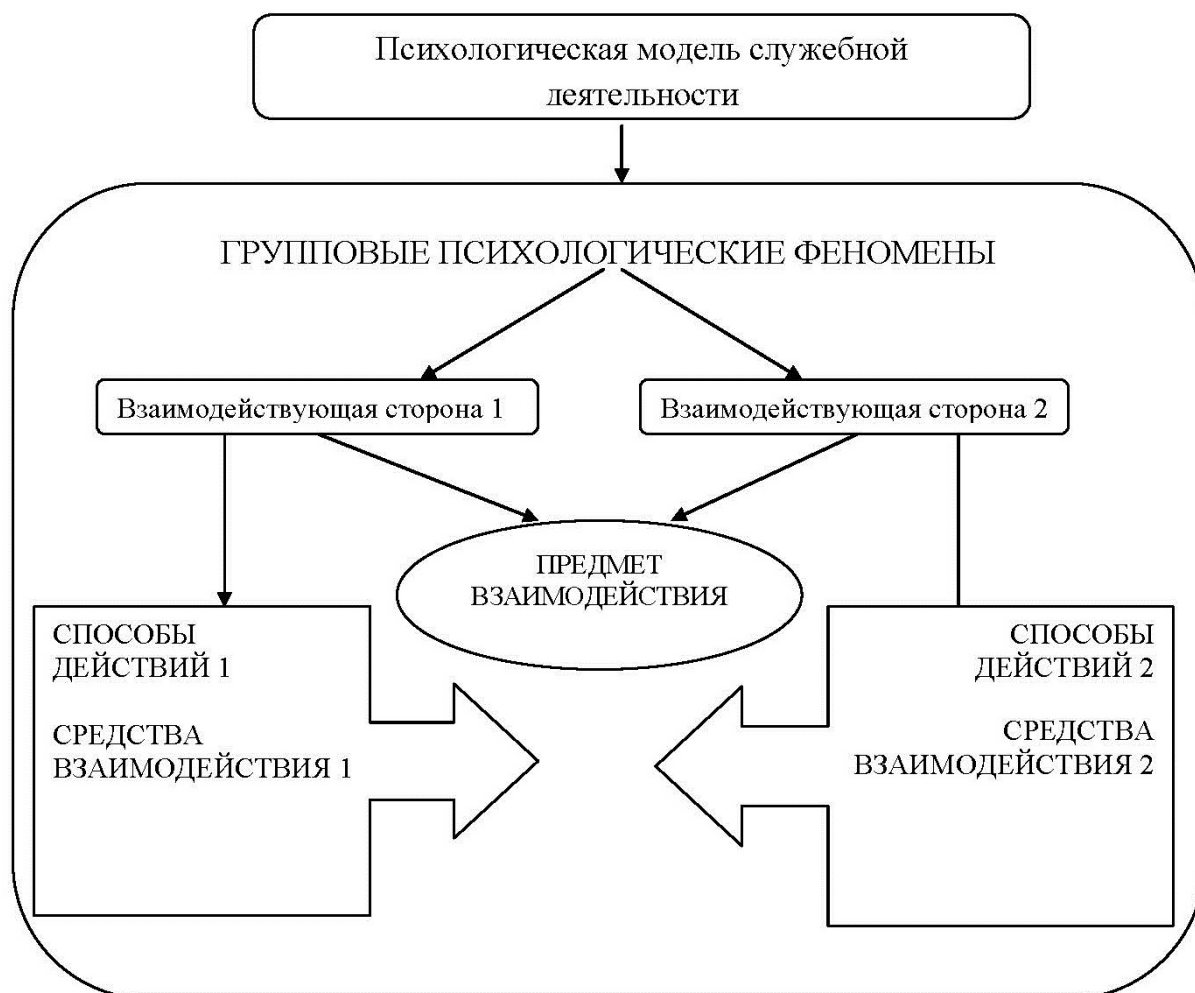 Психологическая модель служебной
деятельности
ГРУППОВЫЕ ПСИХОЛОГИЧЕСКИЕ ФЕНОМЕНЫ
Взаимодействующая сторона 1
Взаимодействующая сторона 2
ПРЕДМЕТ
ВЗАИМОДЕЙСТВИЯ
СПОСОБЫ
ДЕЙСТВИЙ 1
СРЕДСТВА
ВЗАИМОДЕЙСТВИЯ 1
СПОСОБЫ
ДЕЙСТВИЙ 2
СРЕДСТВА
ВЗАИМОДЕЙСТВИЯ 2